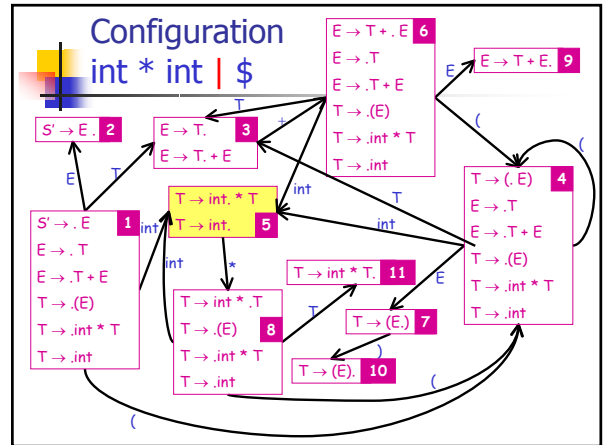 Configuration
int * int | $
E → T + . E 6
E → .T
E → .T + E
T → .(E)
T → .int * T
T → .int
E
E → T + E. 9
S' → E . 2
E → T. 3
E → T. + E
T
+
(
(
T → (. E) 4
E → .T
E → .T + E
T → .(E)
T → .int * T
T → .int
E
T
int
T
int
T → int. * T
T → int. 5
S' → . E 1
E → . T
E → .T + E
T → .(E)
T → .int * T
T → .int
int
int
*
T → int * .T
T → .(E) 8
T → .int * T
T → .int
T → int * T. 11
T
E
T → (E.) 7
)
T → (E). 10
(
(